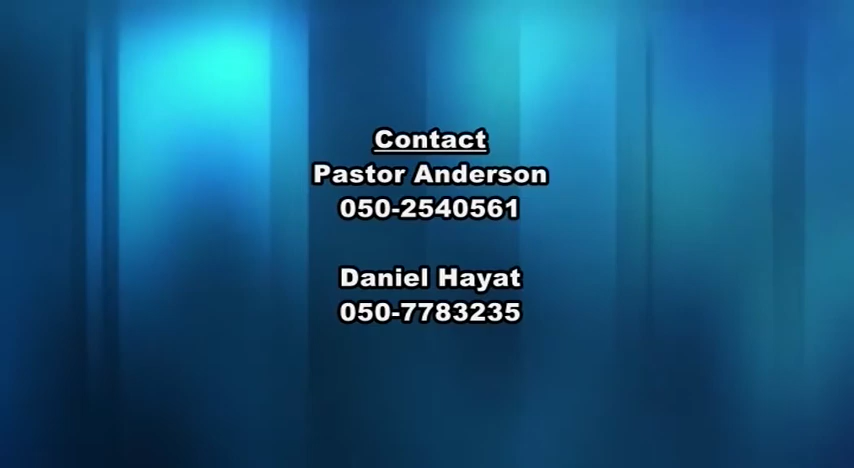 Contact
Pastor Anderson
050-2540561
Daniel Hayat
050-7783235